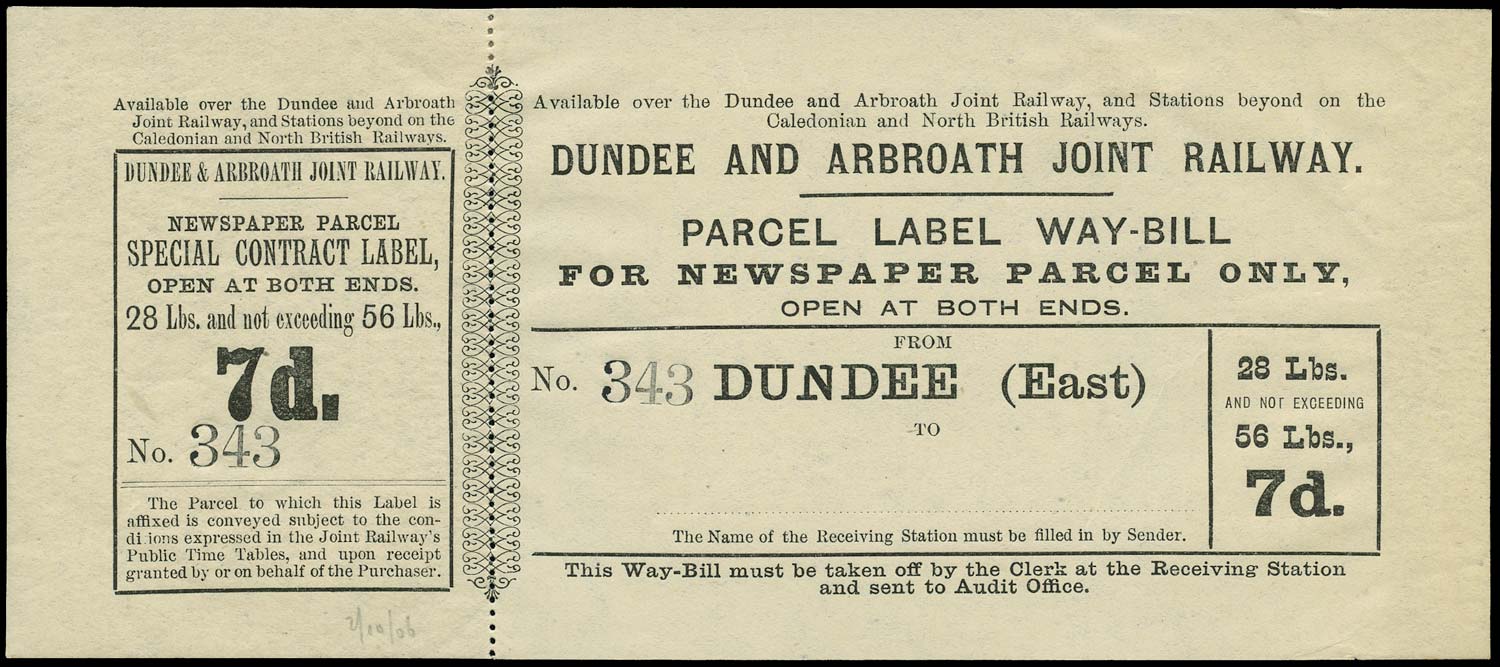 Available over the Dundee and Arbroath
Joint Railway, and Stations beyond on the
Caledonian and North British Railways.
DUNDEE & ARBROATH JOINT RAILWAY.
NEWSPAPER PARCEL
SPECIAL CONTRACT LABEL,
OPEN AT BOTH ENDS.
28 Lbs. and not exceeding 56 Lbs.,
7d.
No. 343
The Parcel to which this Label is
affixed is conveyed subject to the con-
di ions expressed in the Joint Railway's
Public Time Tables, and upon receipt
granted by or on behalf of the Purchaser.
2/10/06
Available over the Dundee and Arbroath Joint Railway, and Stations beyond on the
Caledonian and North British Railways.
DUNDEE AND ARBROATH JOINT RAILWAY.
PARCEL LABEL WAY-BILL
FOR NEWSPAPER PARCEL ONLY,
OPEN AT BOTH ENDS.
FROM
No. 343 DUNDEE (East)
TO
The Name of the Receiving Station must be filled in by Sender.
28 Lbs.
AND NOT EXCEEDING
56 Lbs.,
7d.
This Way-Bill must be taken off by the Clerk at the Receiving Station
and sent to Audit Office.